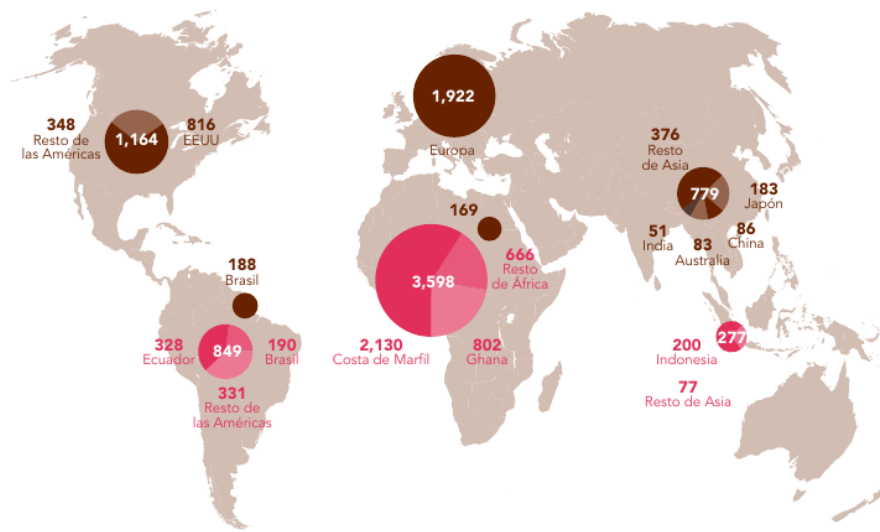 348
Resto de
las Américas
1,164
816
EEUU
1,922
Europa
376
Resto
de Asia
779
183
Japón
51
India
83
Australia
86
China
169
3,598
666
Resto
de África
2,130
Costa de Marfil
802
Ghana
188
Brasil
328
Ecuador
849
190
Brasil
331
Resto de
las Américas
277
200
Indonesia
77
Resto de Asia